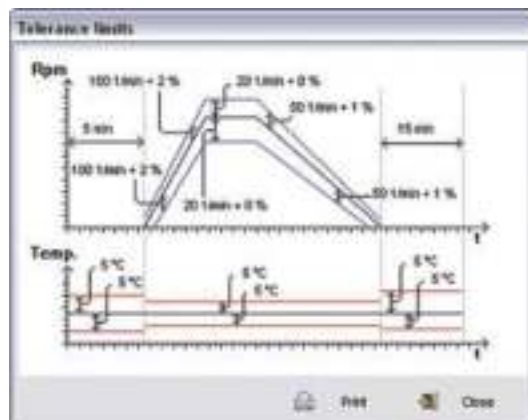 Tolerance limits
Rpm
100 1/min + 2 %
20 1/min + 0 %
50 1/min + 1 %
5 min
15 min
100 1/min + 2 %
20 1/min + 0 %
50 1/min + 1 %
t
Temp.
5 °C
5 °C
5 °C
5 °C
5 °C
5 °C
t
Print
Close